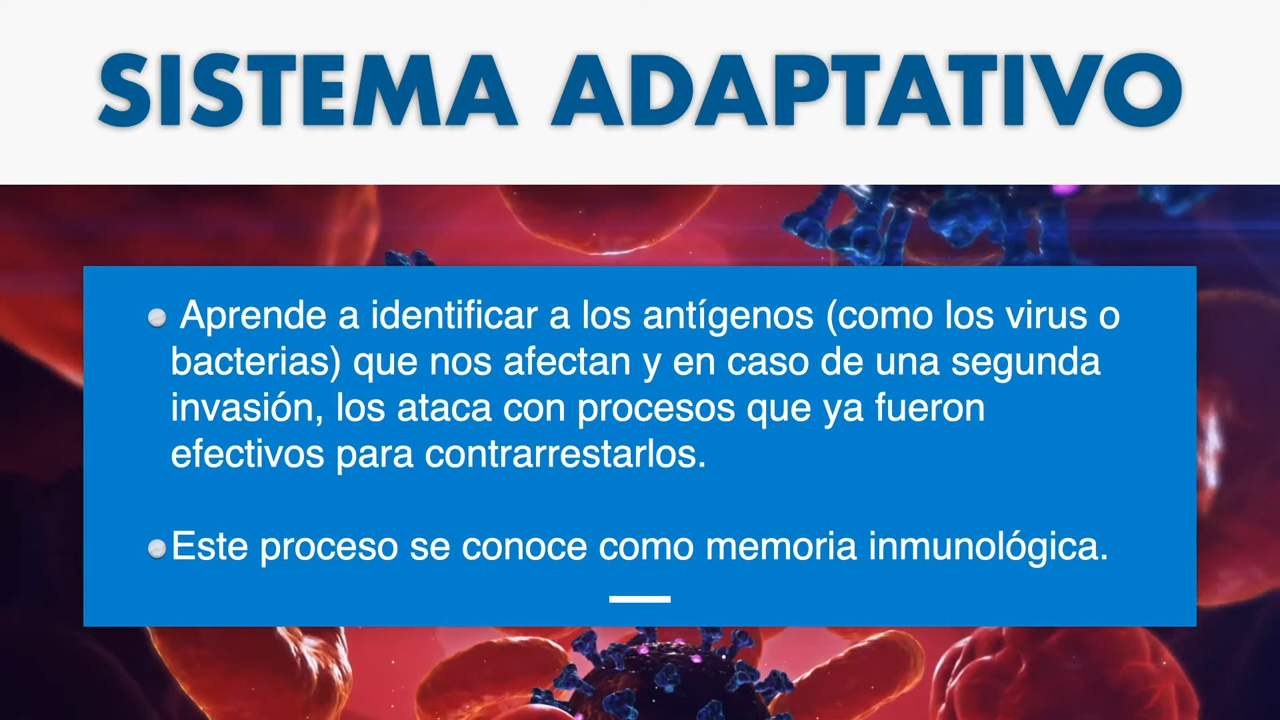 SISTEMA ADAPTATIVO
Aprende a identificar a los antígenos (como los virus o
bacterias) que nos afectan y en caso de una segunda
invasión, los ataca con procesos que ya fueron
efectivos para contrarrestarlos.
Este proceso se conoce como memoria inmunológica.